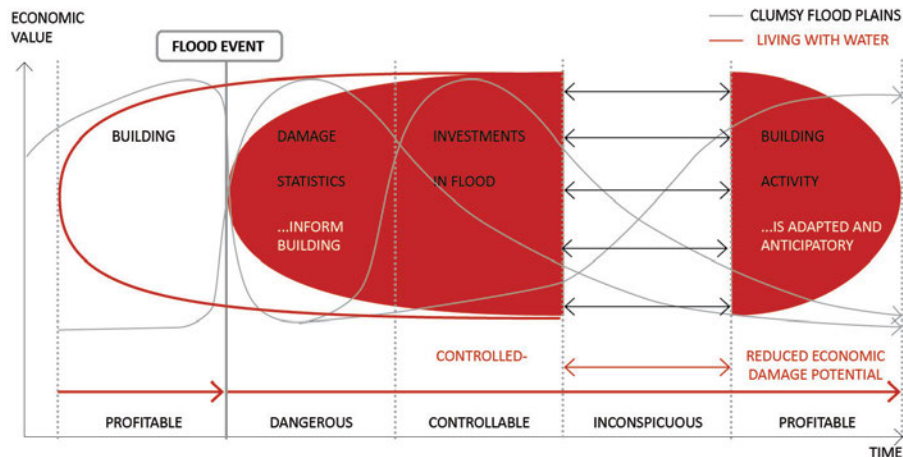 ECONOMIC
VALUE
CLUMSY FLOOD PLAINS
LIVING WITH WATER
FLOOD EVENT
BUILDING
DAMAGE
INVESTMENTS
BUILDING
STATISTICS
IN FLOOD
ACTIVITY
...INFORM
BUILDING
...IS ADAPTED AND
ANTICIPATORY
CONTROLLED-
REDUCED ECONOMIC
DAMAGE POTENTIAL
PROFITABLE
DANGEROUS
CONTROLLABLE
INCONSPICUOUS
PROFITABLE
TIME